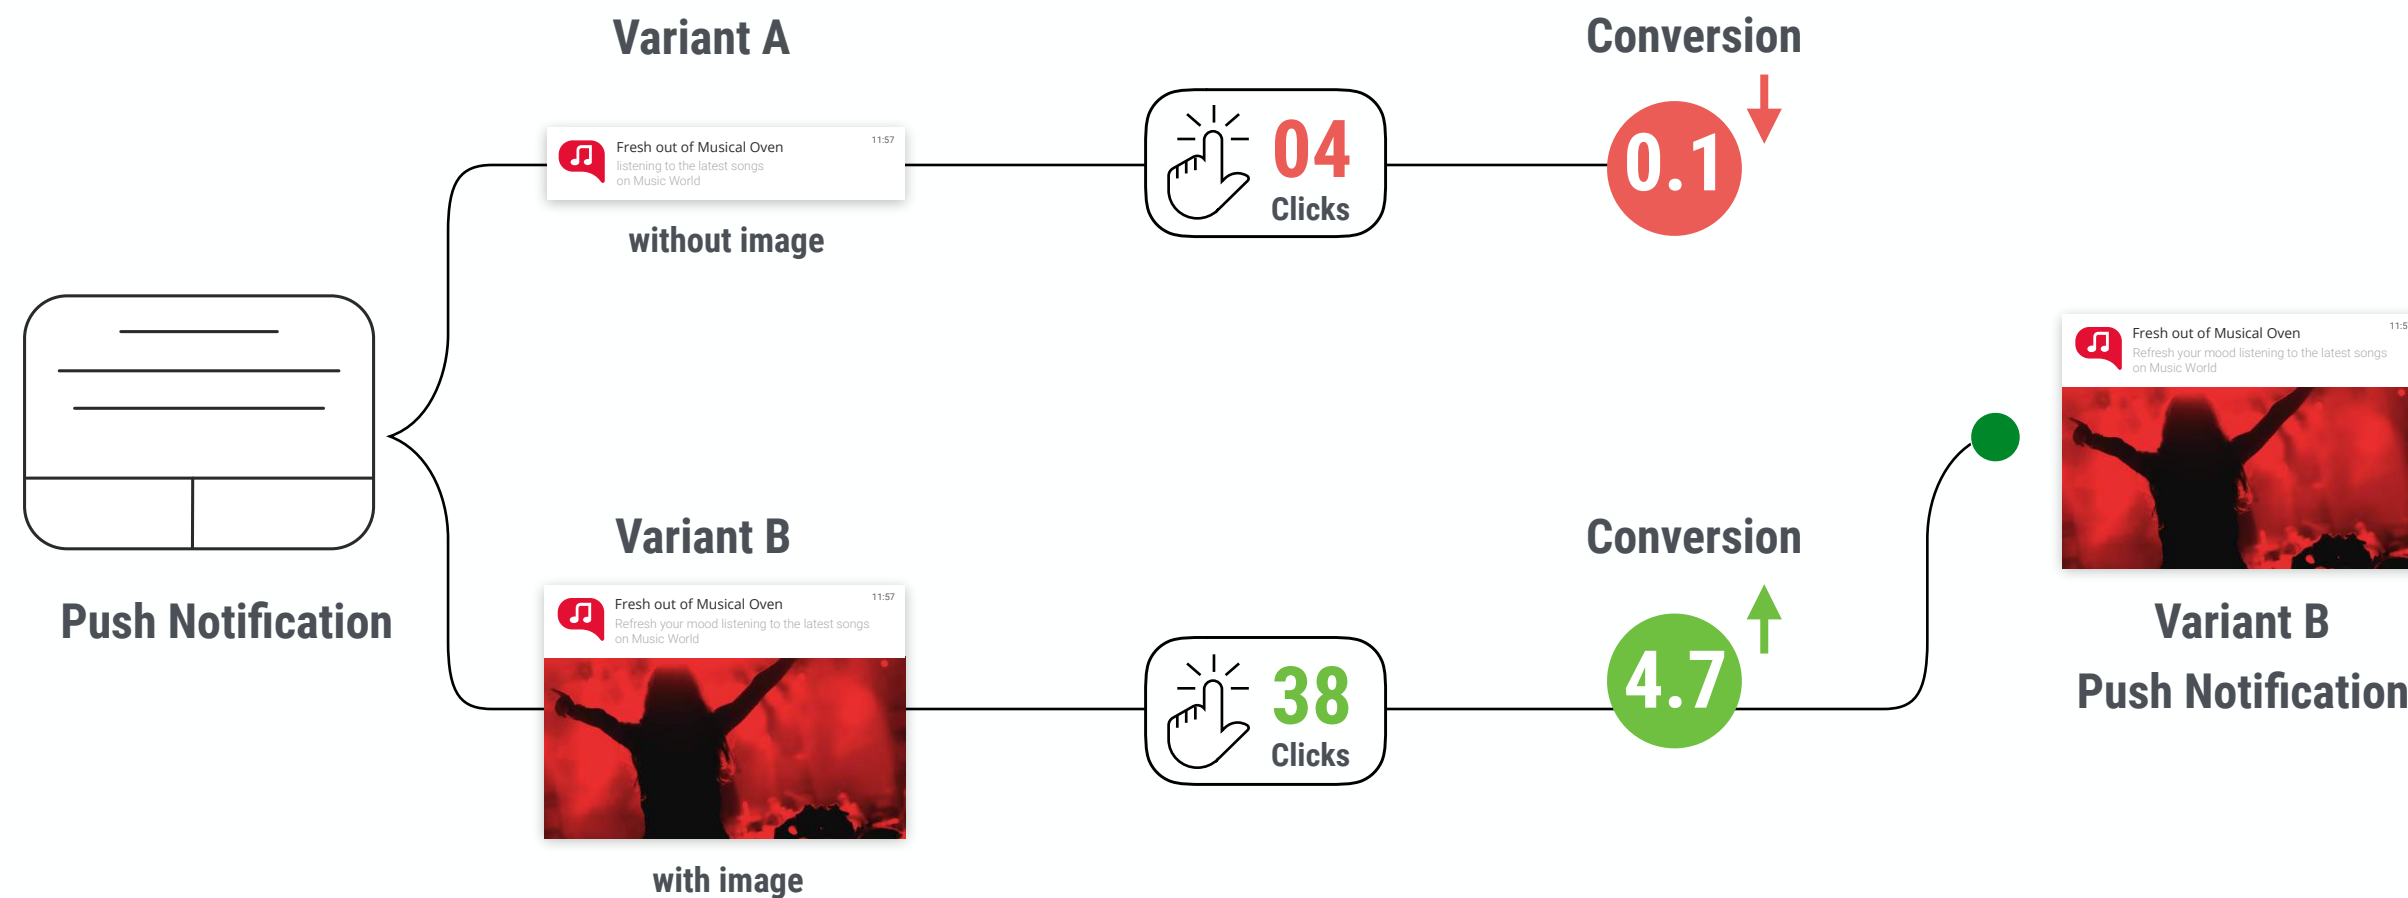 Variant A
Conversion
Fresh out of Musical Oven
11:57
listening to the latest songs
on Music World
04
Clicks
0.1
without image
Push Notification
Variant B
Fresh out of Musical Oven
11:57
Refresh your mood listening to the latest songs
on Music World
with image
38
Clicks
Conversion
4.7
Fresh out of Musical Oven
11:5
Refresh your mood listening to the latest songs
on Music World
Variant B
Push Notification